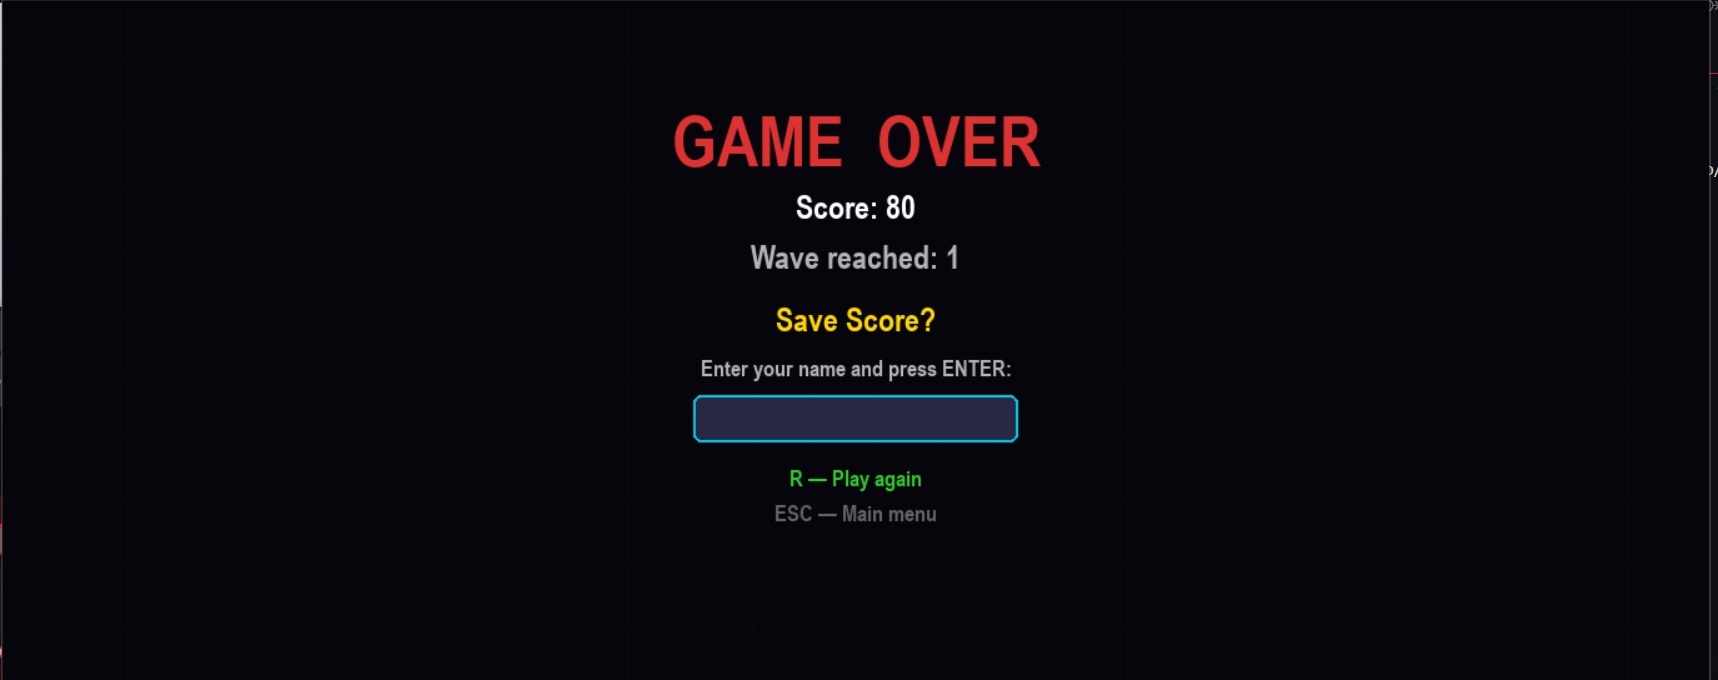 GAME OVER
Score: 80
Wave reached: 1
Save Score?
Enter your name and press ENTER:
R — Play again
ESC — Main menu